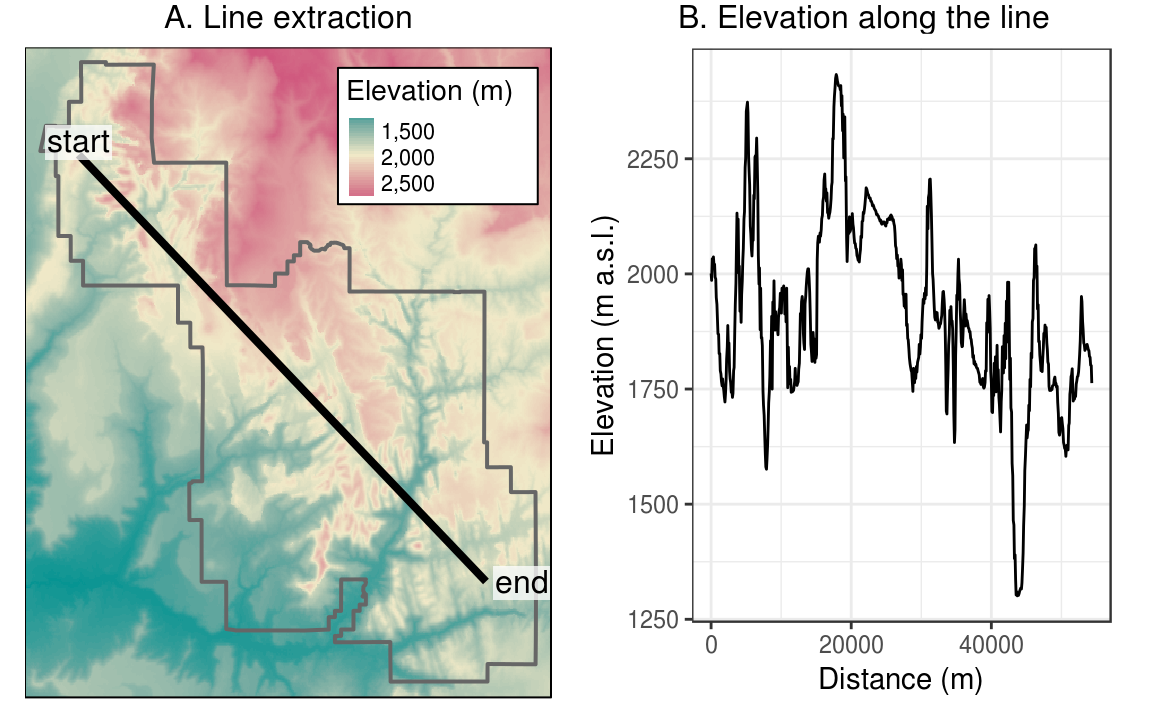 A. Line extraction
start
Elevation (m)
1,500
2,000
2,500
end
B. Elevation along the line
Elevation (m a.s.l.)
2250
2000
1750
1500
1250
0
20000
40000
Distance (m)